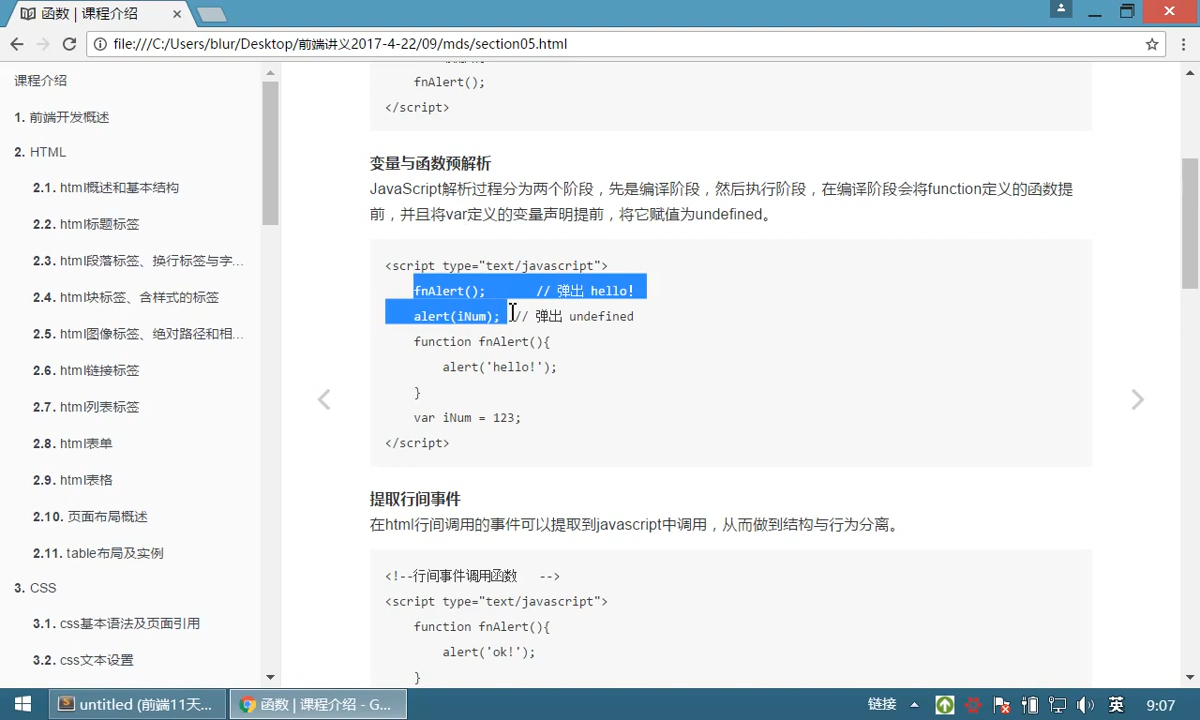 函数 | 课程介绍
file:///C:/Users/blur/Desktop/前端讲义2017-4-22/09/mds/section05.html
课程介绍
1. 前端开发概述
2. HTML
2.1. html概述和基本结构
2.2. html标题标签
2.3. html段落标签、换行标签与字...
2.4. html块标签、含样式的标签
2.5. html图像标签、绝对路径和相...
2.6. html链接标签
2.7. html列表标签
2.8. html表单
2.9. html表格
2.10. 页面布局概述
2.11. table布局及实例
3. CSS
3.1. css基本语法及页面引用
3.2. css文本设置
fnAlert();
</script>
变量与函数预解析
JavaScript解析过程分为两个阶段，先是编译阶段，然后执行阶段，在编译阶段会将function定义的函数提
前，并且将var定义的变量声明提前，将它赋值为undefined。
<script type="text/javascript">
fnAlert();       // 弹出 hello!
alert(iNum);  // 弹出 undefined
function fnAlert(){
alert('hello!');
}
var iNum = 123;
</script>
提取行间事件
在html行间调用的事件可以提取到javascript中调用，从而做到结构与行为分离。
<!--行间事件调用函数   -->
<script type="text/javascript">
function fnAlert(){
alert('ok!');
}
untitled (前端11天...
函数 | 课程介绍 - G...
链接
英
9:07